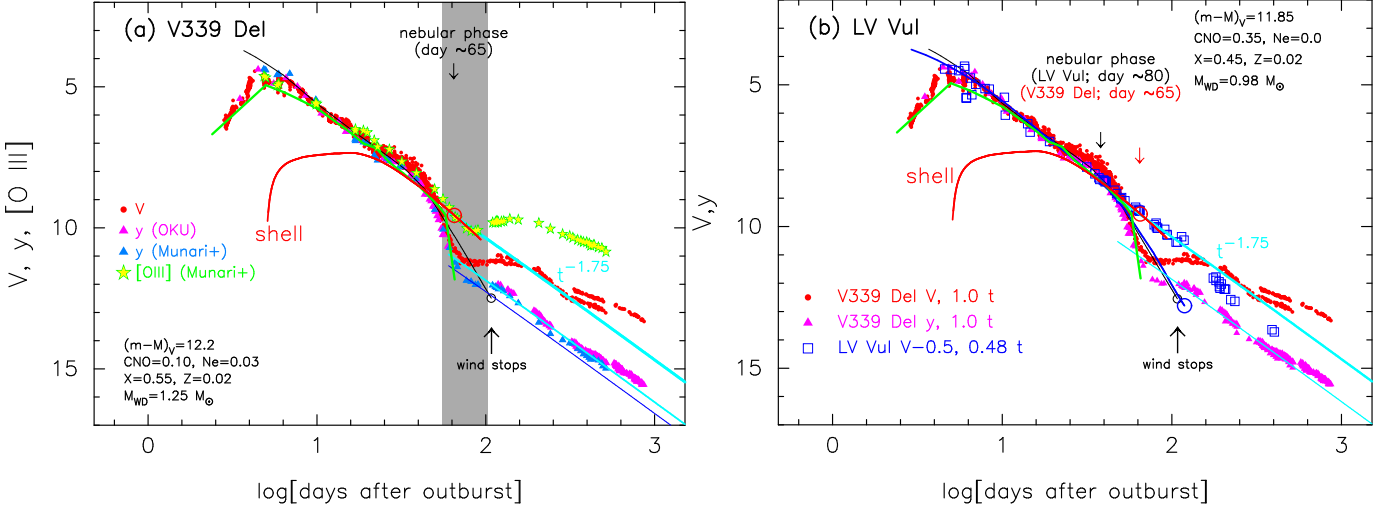 (a) V339 Del
nebular phase
(day ~65)
5
10
15
V, y, [O III]
shell
V
y (OKU)
y (Munari+)
[OIII] (Munari+)
t^-1.75
(m-M)V=12.2
CNO=0.10, Ne=0.03
X=0.55, Z=0.02
MWD=1.25 M⊙
wind stops
0
1
2
3
log[days after outburst]
(b) LV Vul
(m-M)V=11.85
CNO=0.35, Ne=0.0
X=0.45, Z=0.02
MWD=0.98 M⊙
nebular phase
(LV Vul; day ~80)
(V339 Del; day ~65)
5
10
15
V,y
shell
t^-1.75
V339 Del V, 1.0 t
V339 Del y, 1.0 t
LV Vul V-0.5, 0.48 t
wind stops
0
1
2
3
log[days after outburst]